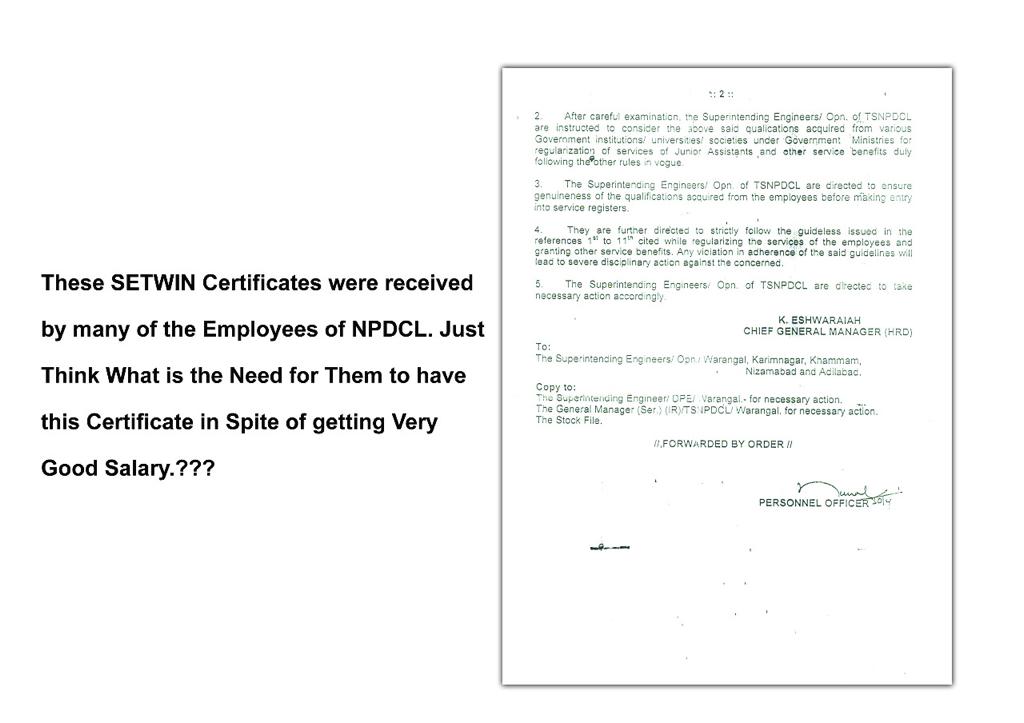 These SETWIN Certificates were received
by many of the Employees of NPDCL. Just
Think What is the Need for Them to have
this Certificate in Spite of getting Very
Good Salary.???
:: 2 ::
2. After careful examination, the Superintending Engineers/ Opn. of TSNPDCL
are instructed to consider the above said qualications acquired from various
Government institutions/ universities/ societies under Government Ministries for
regularization of services of Junior Assistants and other service benefits duly
following the other rules in vogue.
3. The Superintending Engineers/ Opn. of TSNPDCL are directed to ensure
genuineness of the qualifications acquired from the employees before making entry
into service registers.
4. They are further directed to strictly follow the guideless issued in the
references 1st to 11th cited while regularizing the services of the employees and
granting other service benefits. Any violation in adherence of the said guidelines will
lead to severe disciplinary action against the concerned.
5. The Superintending Engineers/ Opn. of TSNPDCL are directed to take
necessary action accordingly.
K. ESHWARAIAH
CHIEF GENERAL MANAGER (HRD)
To:
The Superintending Engineers/ Opn./ Warangal, Karimnagar, Khammam,
Nizamabad and Adilabad.
Copy to:
The Superintending Engineer/ DPE/ Warangal.- for necessary action.
The General Manager (Ser.) (IR)/TSNPDCL/ Warangal, for necessary action.
The Stock File.
//FORWARDED BY ORDER //
PERSONNEL OFFICER